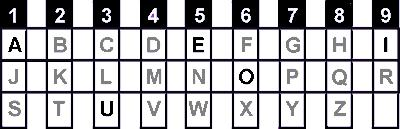 1 2 3 4 5 6 7 8 9
A B C D E F G H I
J K L M N O P Q R
S T U V W X Y Z